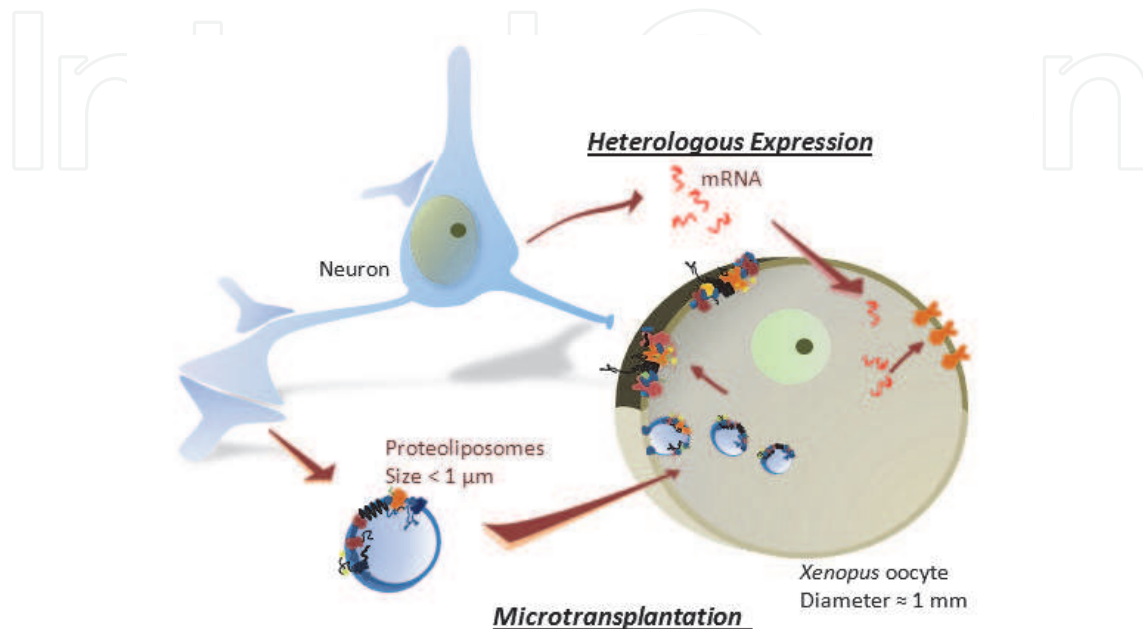 Heterologous Expression
mRNA
Neuron
Proteoliposomes
Size < 1 µm
Xenopus oocyte
Diameter ≈ 1 mm
Microtransplantation